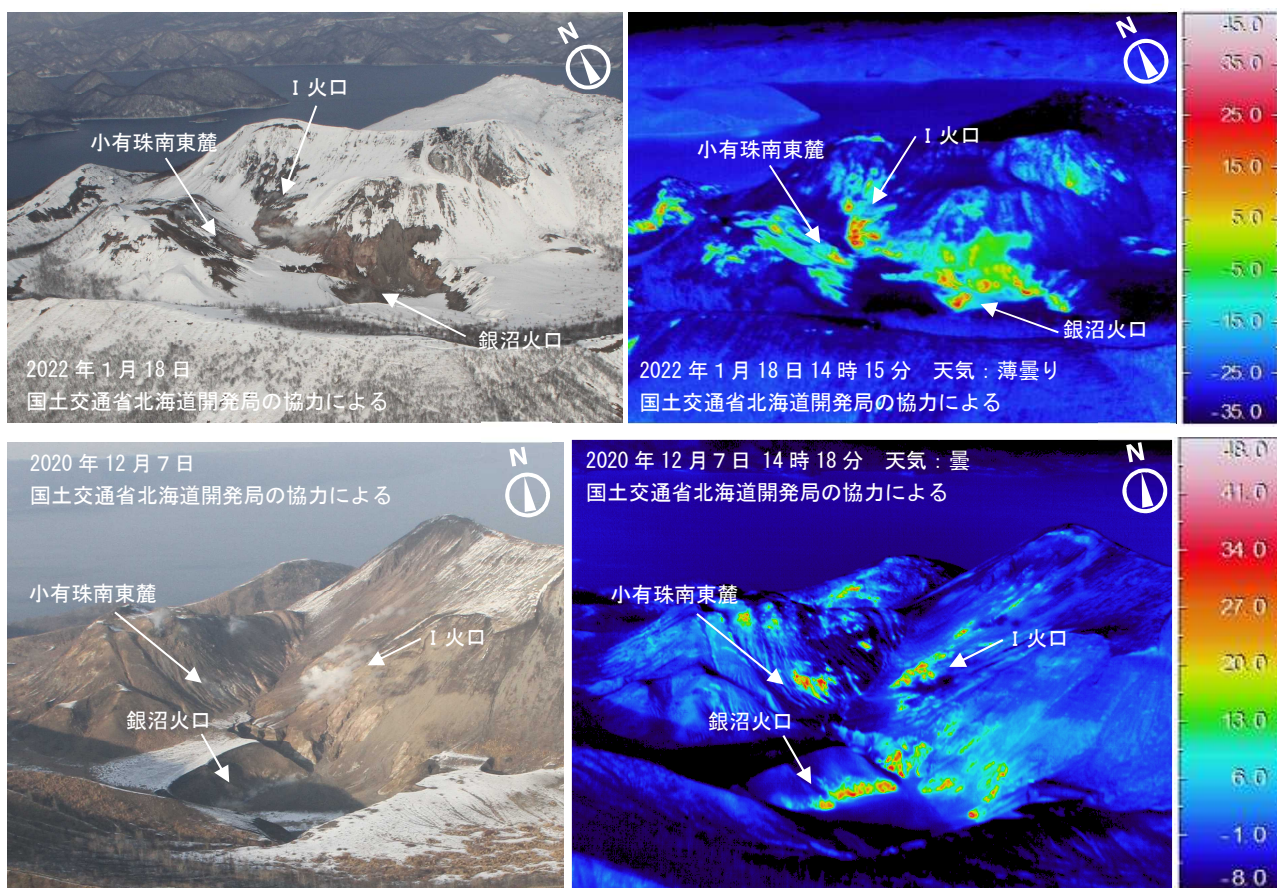 N
I 火口
小有珠南東麓
銀沼火口
2022 年 1 月 18 日
国土交通省北海道開発局の協力による
N
I 火口
小有珠南東麓
銀沼火口
2022 年 1 月 18 日 14 時 15 分 天気：薄曇り
国土交通省北海道開発局の協力による
45.0
35.0
25.0
15.0
5.0
-5.0
-15.0
-25.0
-35.0
2020 年 12 月 7 日
国土交通省北海道開発局の協力による
N
小有珠南東麓
I 火口
銀沼火口
2020 年 12 月 7 日 14 時 18 分 天気：曇
国土交通省北海道開発局の協力による
N
小有珠南東麓
I 火口
銀沼火口
48.0
41.0
34.0
27.0
20.0
13.0
6.0
-1.0
-8.0